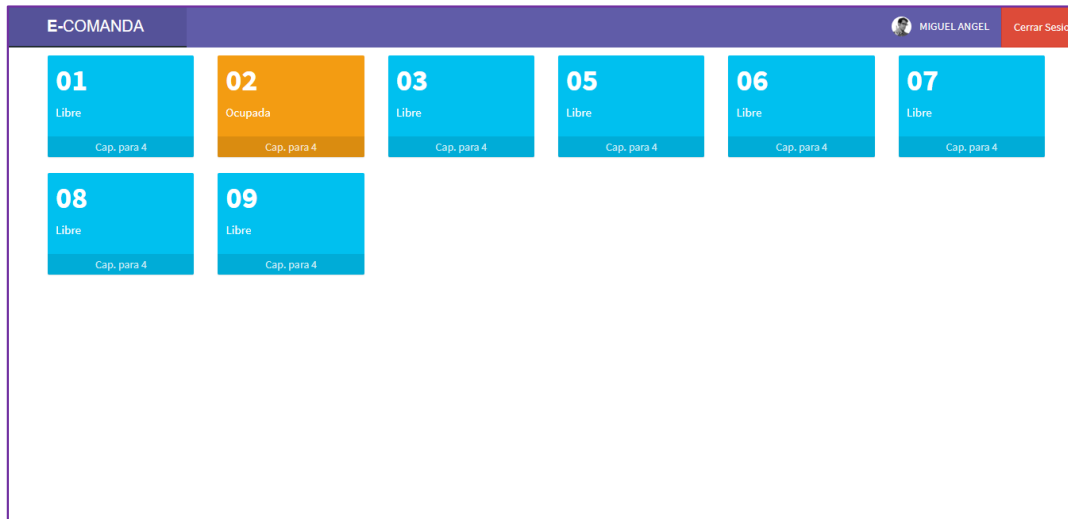 E-COMANDA
MIGUEL ANGEL
Cerrar Sesio
01
Libre
Cap. para 4
02
Ocupada
Cap. para 4
03
Libre
Cap. para 4
05
Libre
Cap. para 4
06
Libre
Cap. para 4
07
Libre
Cap. para 4
08
Libre
Cap. para 4
09
Libre
Cap. para 4